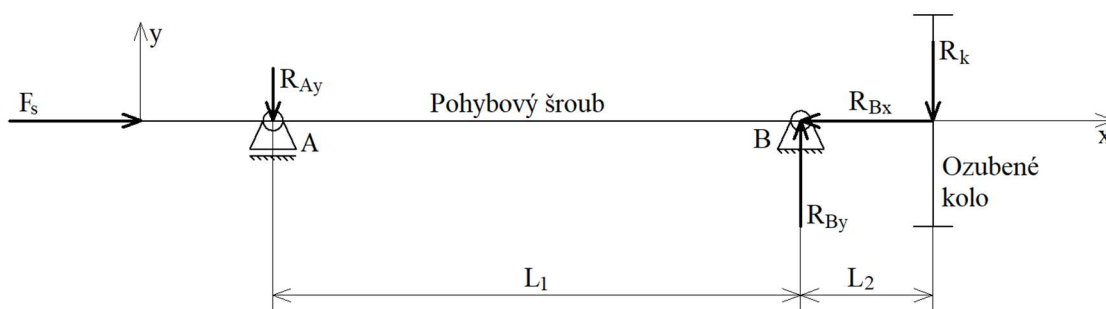 y
R_k
R_Ay
F_s
Pohybový šroub
R_Bx
A
B
x
Ozubené
kolo
R_By
L_1
L_2